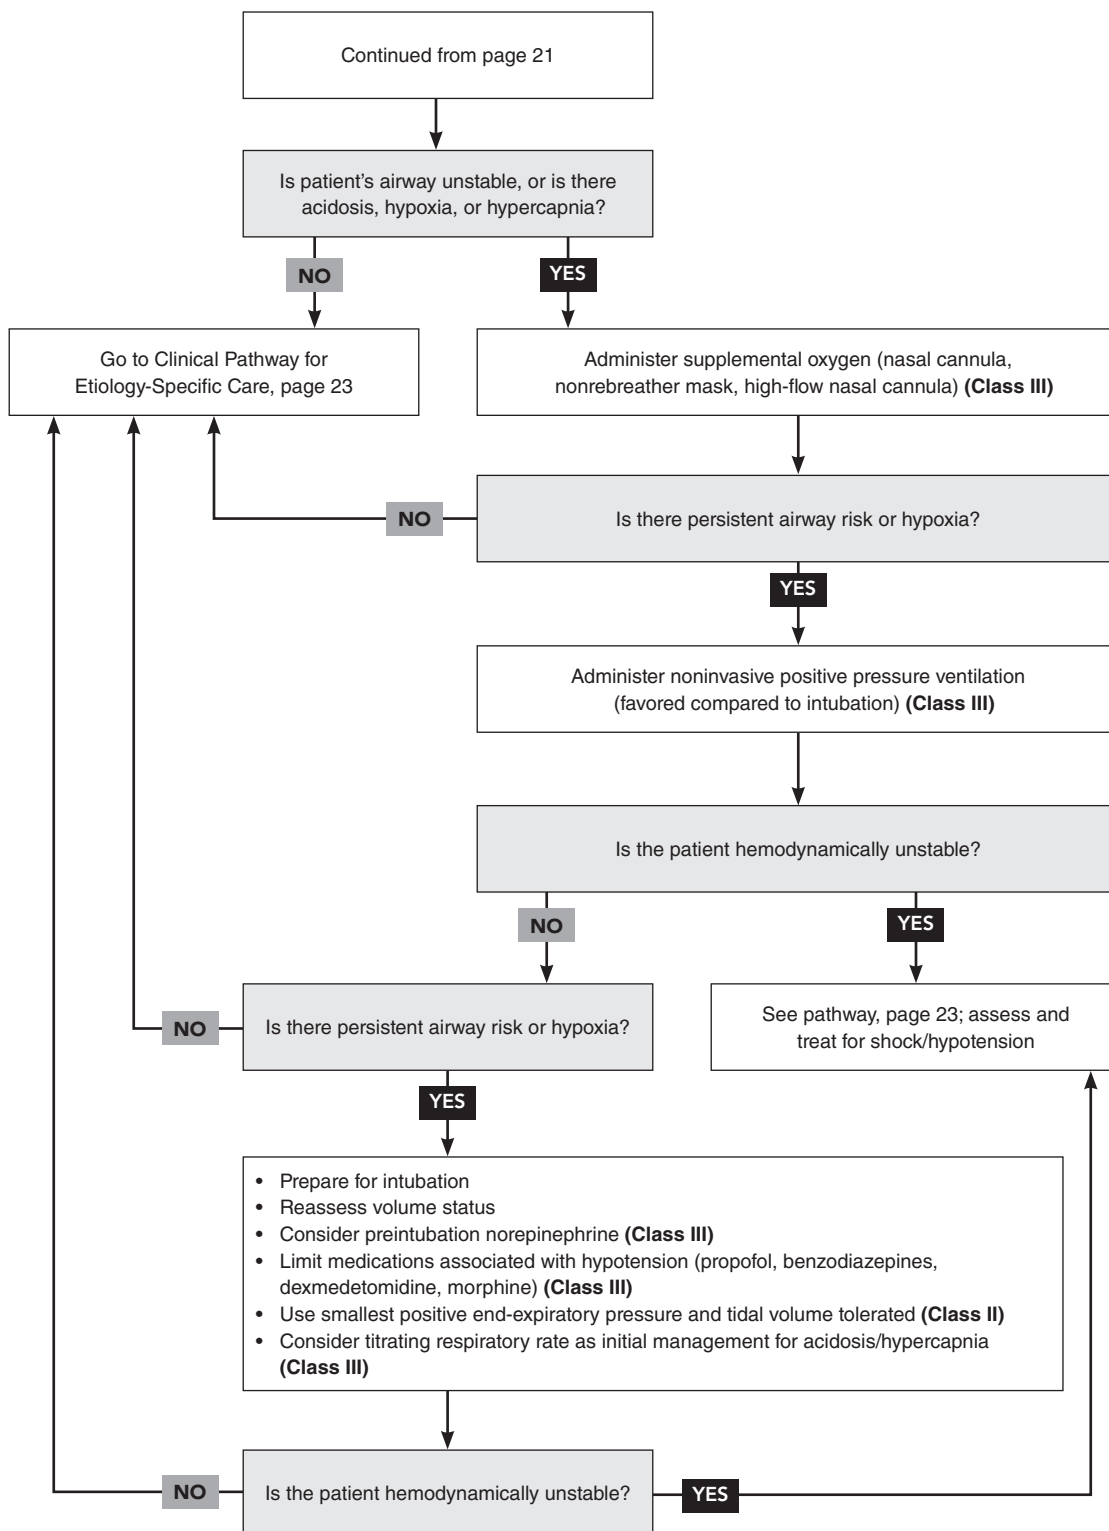 Continued from page 21
Is patient's airway unstable, or is there
acidosis, hypoxia, or hypercapnia?
NO
YES
Go to Clinical Pathway for
Etiology-Specific Care, page 23
Administer supplemental oxygen (nasal cannula,
nonrebreather mask, high-flow nasal cannula) (Class III)
NO
Is there persistent airway risk or hypoxia?
YES
Administer noninvasive positive pressure ventilation
(favored compared to intubation) (Class III)
Is the patient hemodynamically unstable?
NO
YES
NO
Is there persistent airway risk or hypoxia?
See pathway, page 23; assess and
treat for shock/hypotension
YES
• Prepare for intubation
• Reassess volume status
• Consider preintubation norepinephrine (Class III)
• Limit medications associated with hypotension (propofol, benzodiazepines,
dexmedetomidine, morphine) (Class III)
• Use smallest positive end-expiratory pressure and tidal volume tolerated (Class II)
• Consider titrating respiratory rate as initial management for acidosis/hypercapnia
(Class III)
NO
Is the patient hemodynamically unstable?
YES